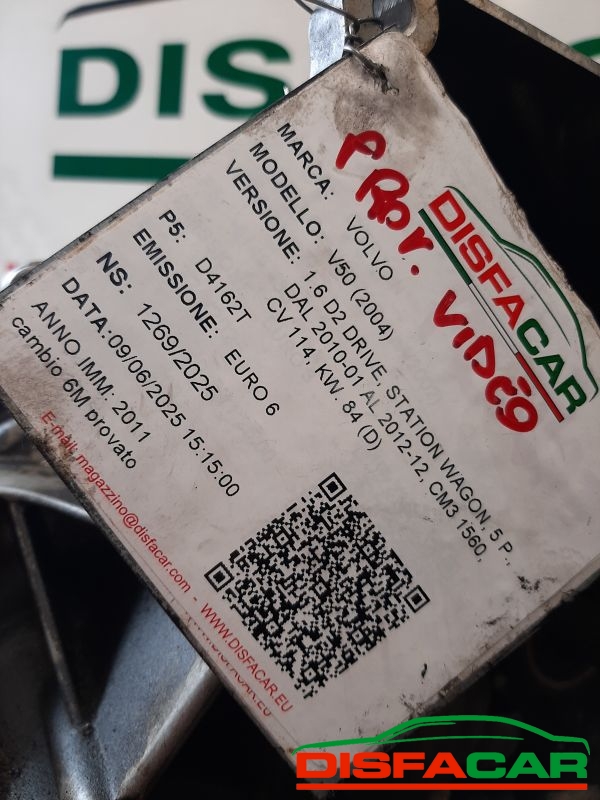 DIS
MARCA: VOLVO
MODELLO: V50 (2004)
VERSIONE: 1.6 D2 DRIVE, STATION WAGON, 5 P.,
DAL 2010-01 AL 2012-12, CM3 1560,
CV 114, KW. 84 (D)
P5: D4162T
EMISSIONE: EURO 6
NS: 1269/2025
DATA:09/06/2025 15:15:00
ANNO IMM: 2011
cambio 6M provato
E-mail: magazzino@disfacar.com - WWW.DISFACAR.EU
DISFACAR
PROV. VIDEO
DISFACAR